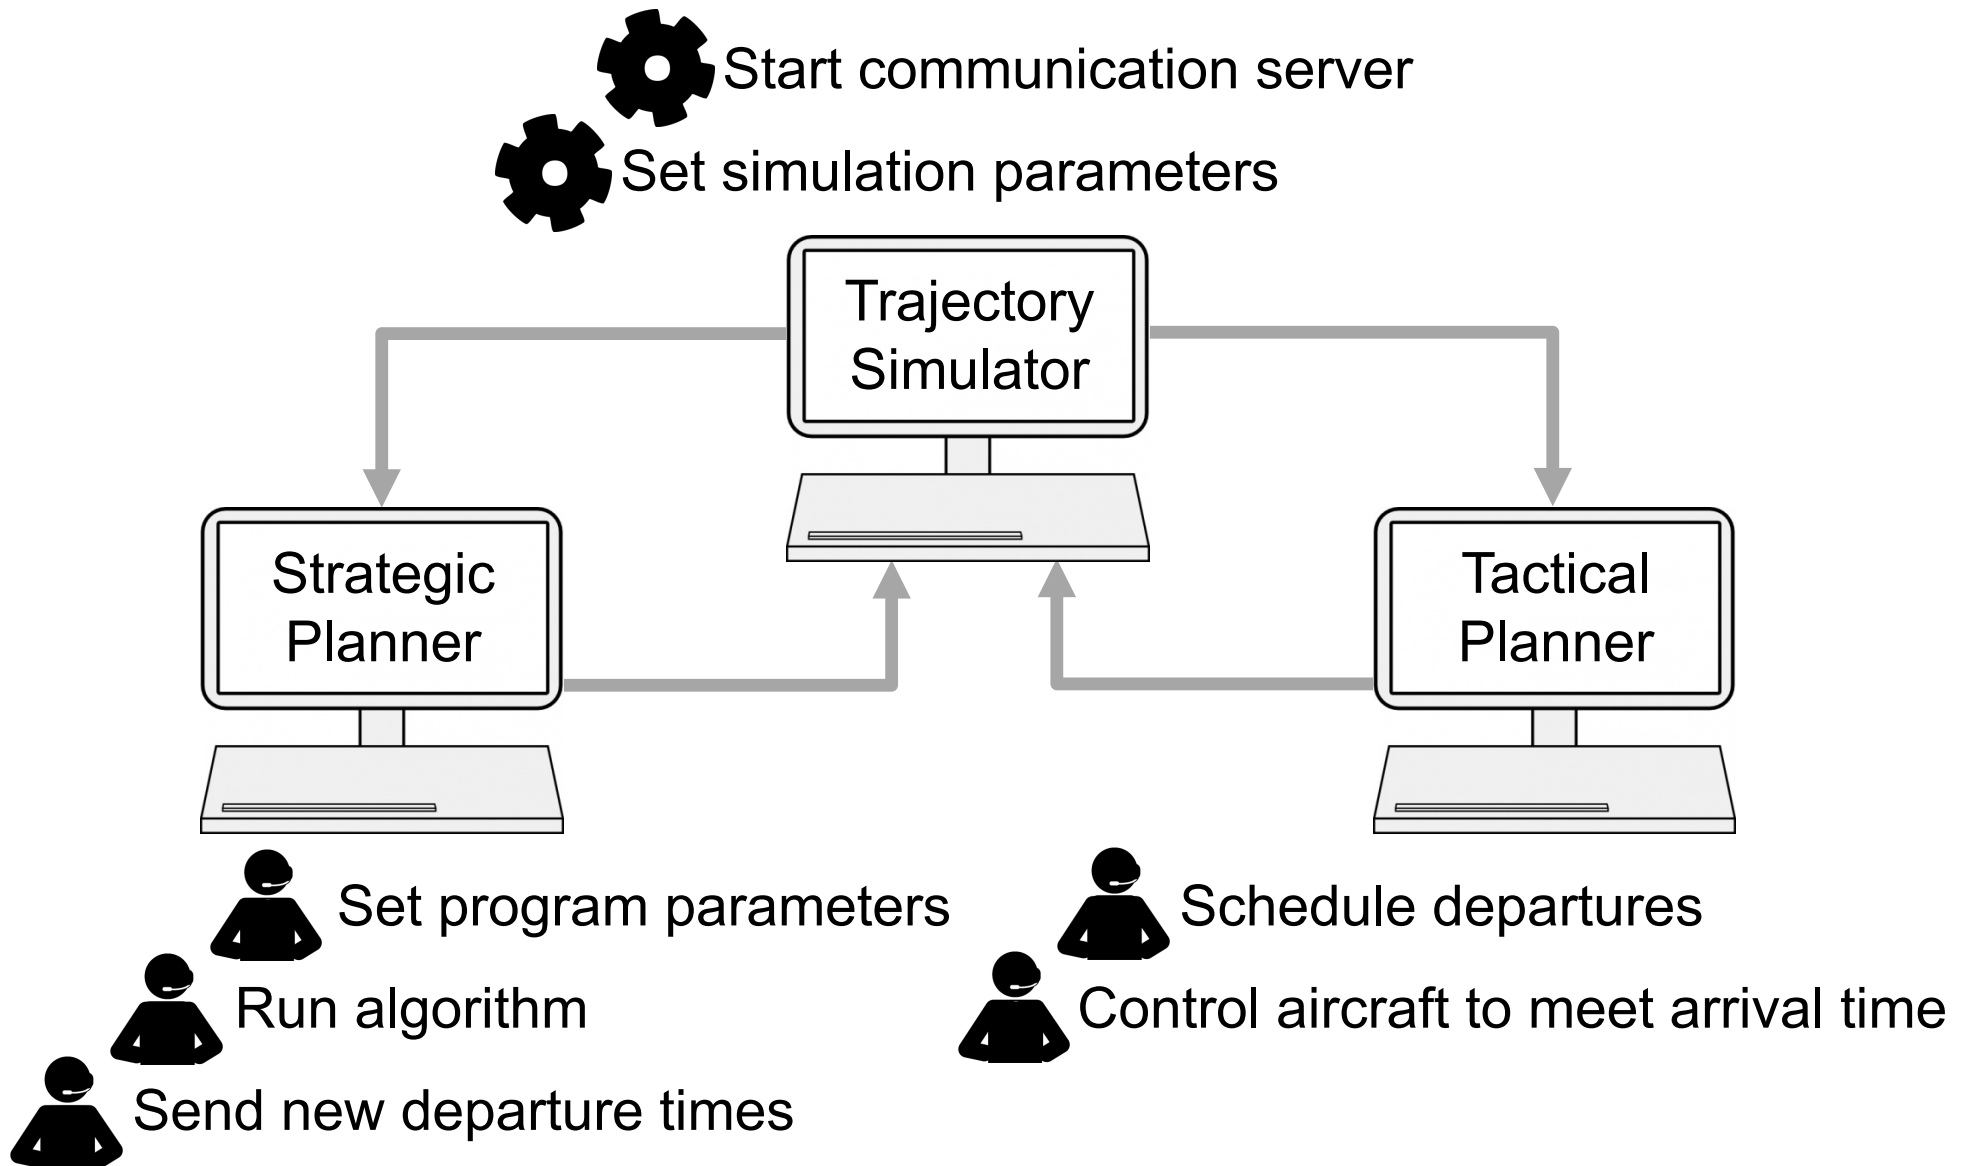 Start communication server
Set simulation parameters
Trajectory
Simulator
Strategic
Planner
Tactical
Planner
Set program parameters
Run algorithm
Send new departure times
Schedule departures
Control aircraft to meet arrival time